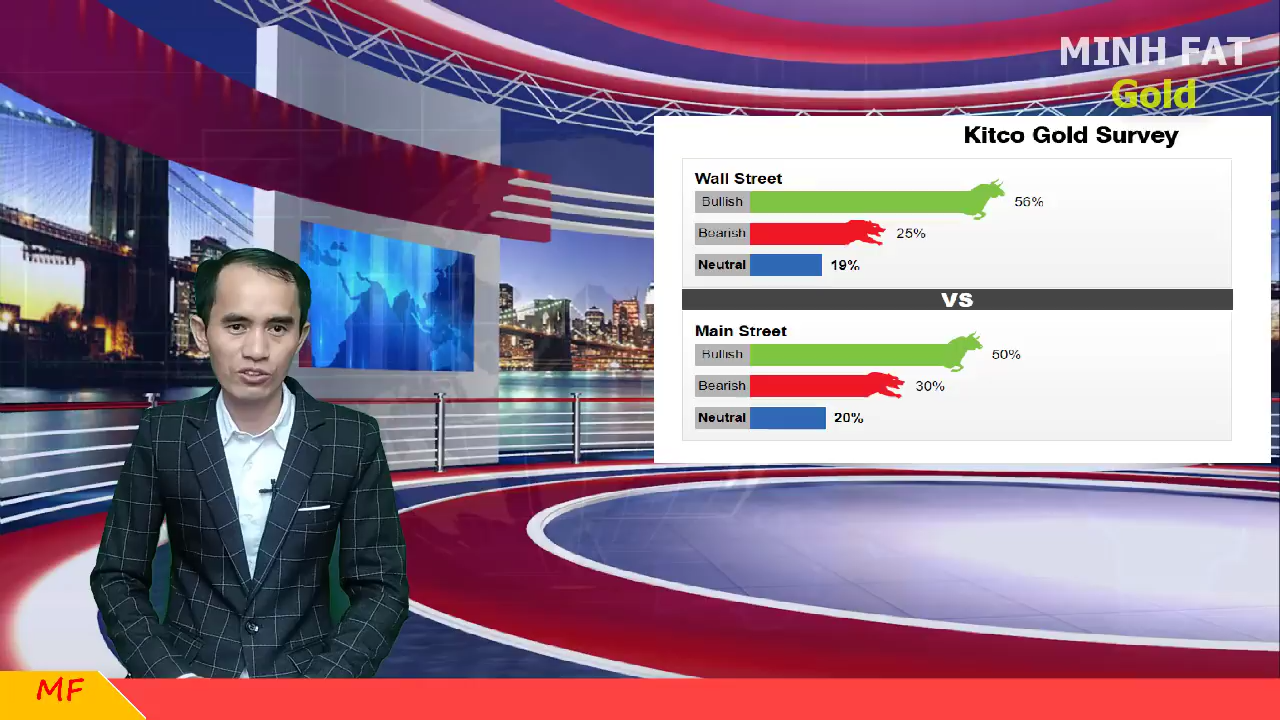 MINH FAT
Gold
Kitco Gold Survey
Wall Street
Bullish 56%
Bearish 25%
Neutral 19%
VS
Main Street
Bullish 50%
Bearish 30%
Neutral 20%
MF